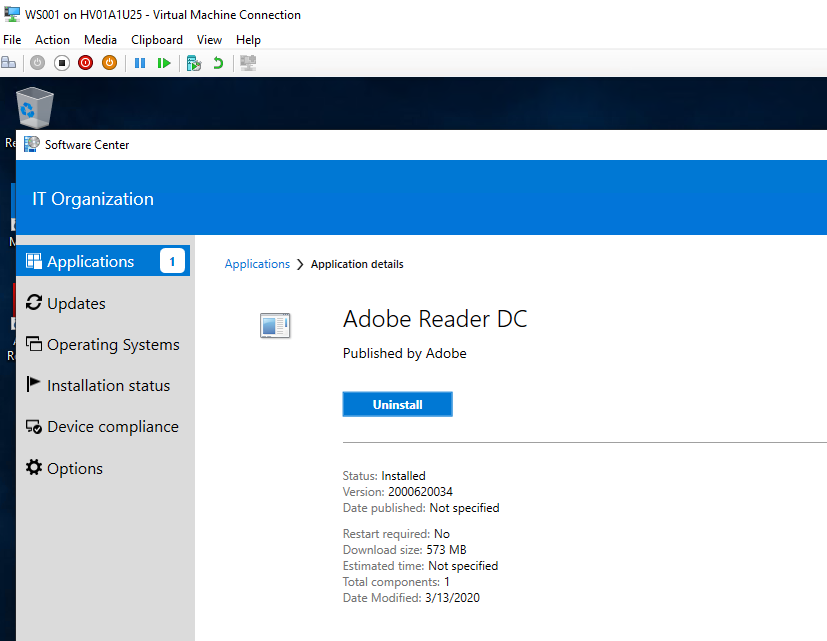 WS001 on HV01A1U25 - Virtual Machine Connection
File Action Media Clipboard View Help
Re
Software Center
IT Organization
Applications 1
Applications > Application details
Updates
Adobe Reader DC
Operating Systems
Published by Adobe
Installation status
Uninstall
Device compliance
Options
Status: Installed
Version: 2000620034
Date published: Not specified
Restart required: No
Download size: 573 MB
Estimated time: Not specified
Total components: 1
Date Modified: 3/13/2020